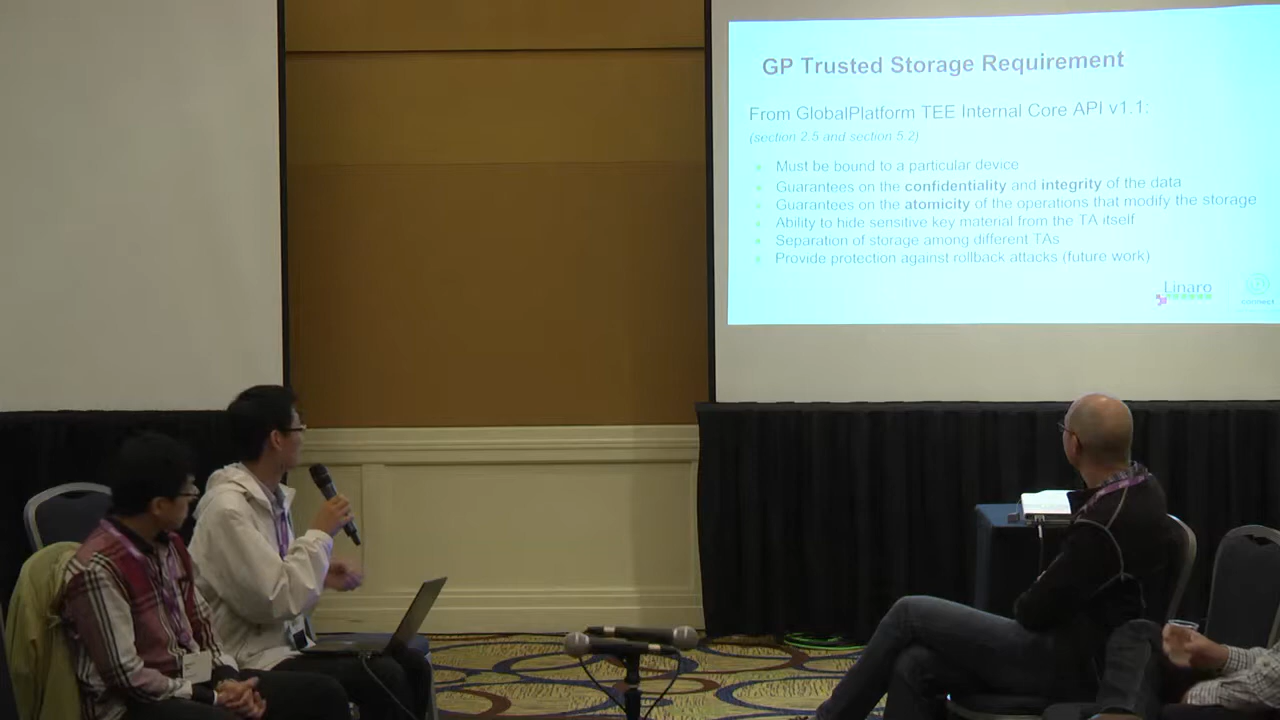 GP Trusted Storage Requirement
From GlobalPlatform TEE Internal Core API v1.1:
(section 2.5 and section 5.2)
Must be bound to a particular device
Guarantees on the confidentiality and integrity of the data
Guarantees on the atomicity of the operations that modify the storage
Ability to hide sensitive key material from the TA itself
Separation of storage among different TAs
Provide protection against rollback attacks (future work)
Linaro
connect